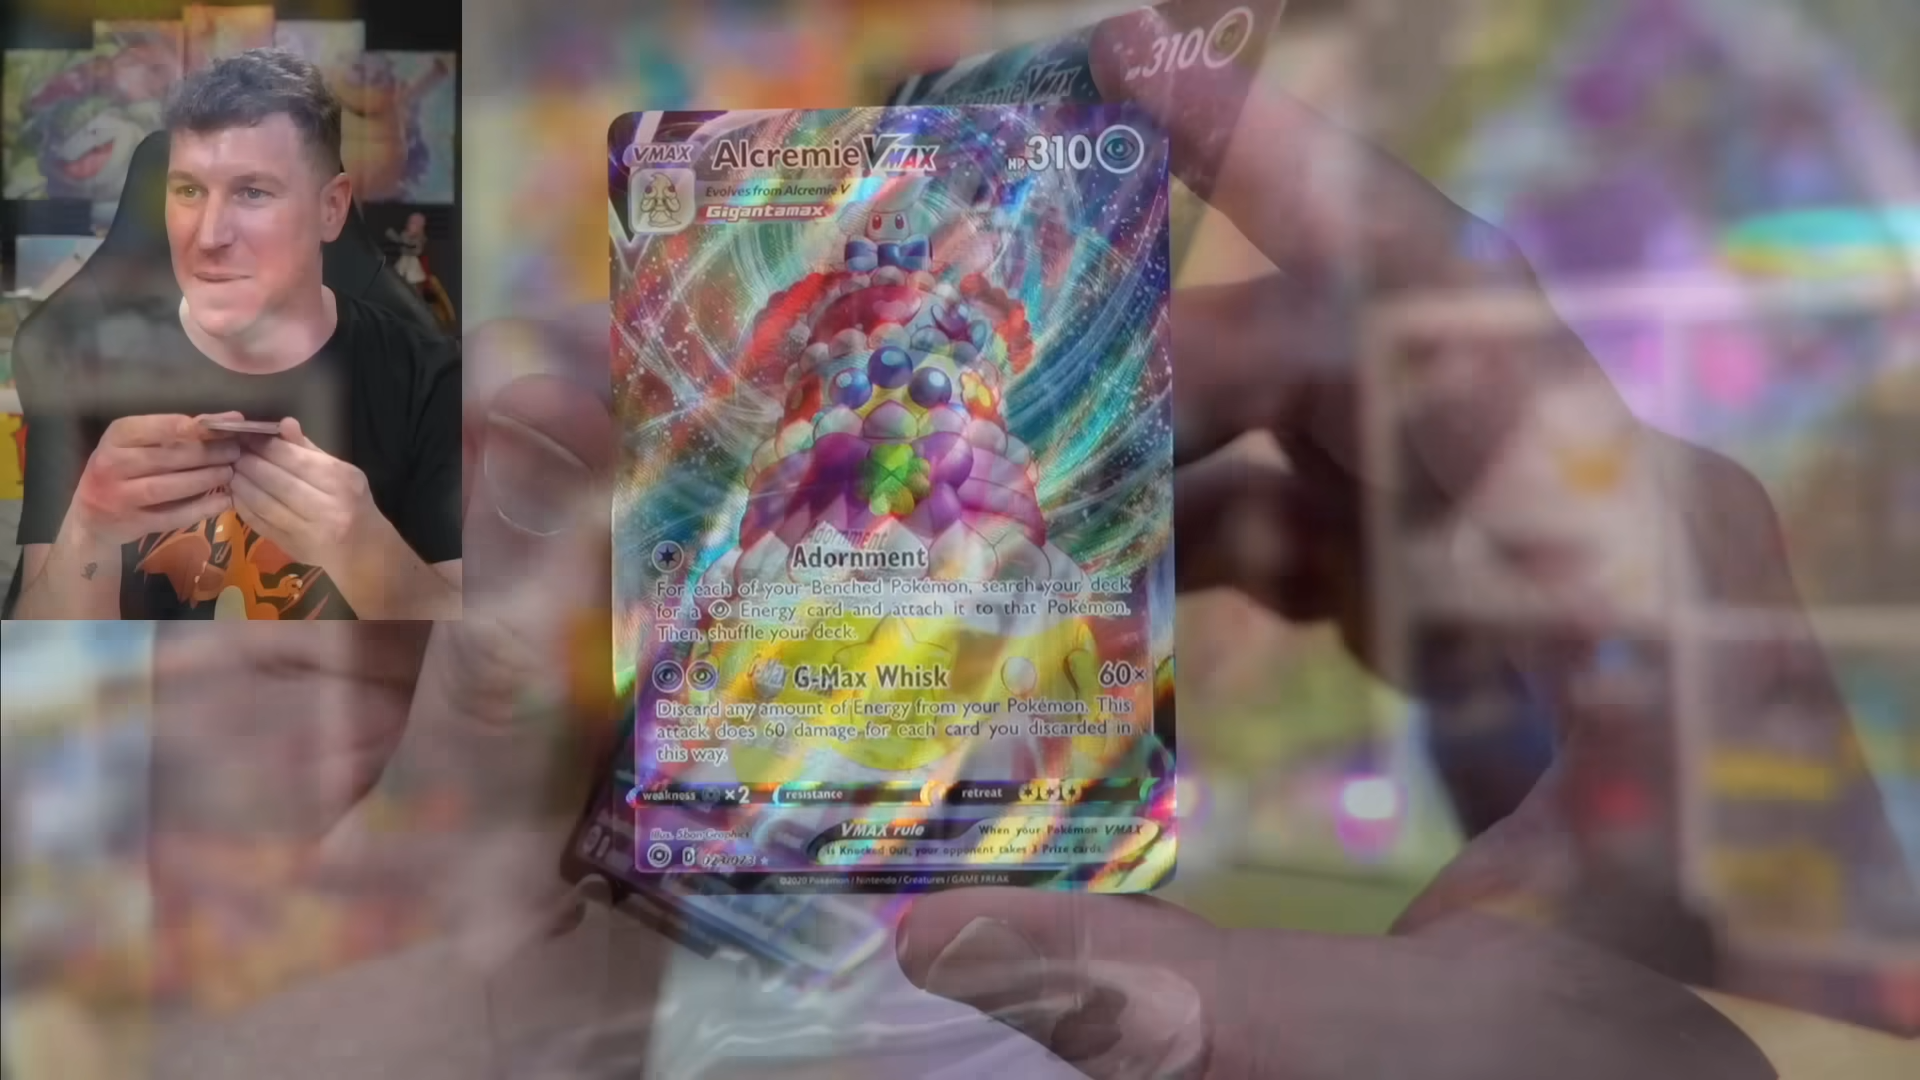 310
VMAX
VMAX Alcremie VMAX HP 310
Evolves from Alcremie V
Gigantamax
Adornment
For each of your Benched Pokémon, search your deck
for a Energy card and attach it to that Pokémon.
Then, shuffle your deck.
G-Max Whisk 60×
Discard any amount of Energy from your Pokémon. This
attack does 60 damage for each card you discarded in
this way.
weakness ×2 resistance retreat
Illus.
VMAX rule When your Pokémon VMAX
is Knocked Out, your opponent takes 3 Prize cards.
D
©2020 Pokémon / Nintendo / Creatures / GAME FREAK